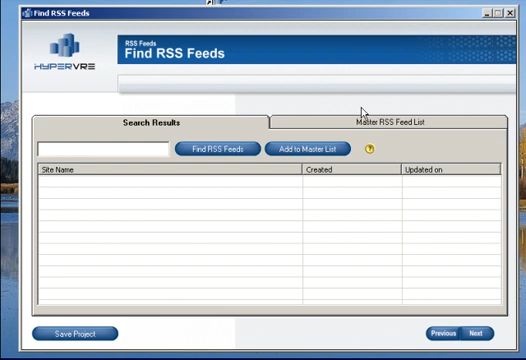 Find RSS Feeds
HYPERVRE
RSS Feeds
Find RSS Feeds
Search Results
Master RSS Feed List
Find RSS Feeds
Add to Master List
?
Site Name
Created
Updated on
Save Project
Previous
Next